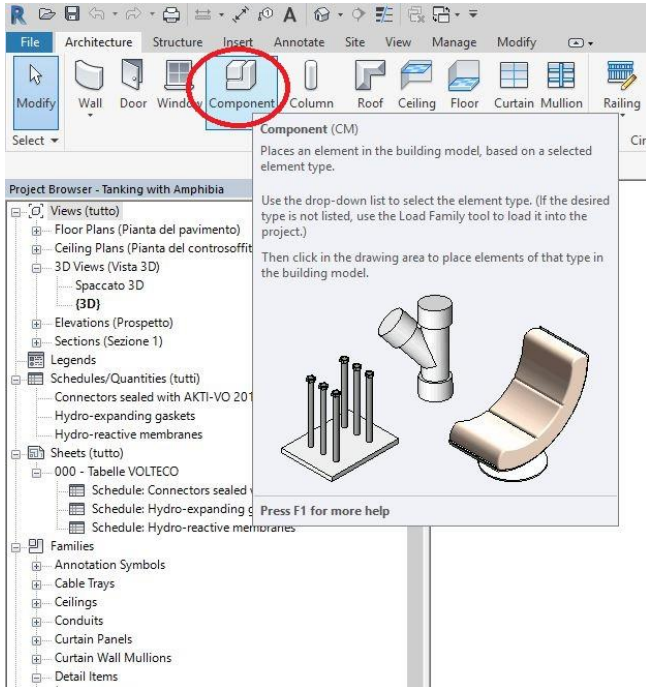 R
A
File Architecture Structure Insert Annotate Site View Manage Modify
Modify Wall Door Window Component Column Roof Ceiling Floor Curtain Mullion Railing
Select
Component (CM)
Places an element in the building model, based on a selected
element type.
Use the drop-down list to select the element type. (If the desired
type is not listed, use the Load Family tool to load it into the
project.)
Then click in the drawing area to place elements of that type in
the building model.
Press F1 for more help
Cir
Project Browser - Tanking with Amphibia
Views (tutto)
Floor Plans (Pianta del pavimento)
Ceiling Plans (Pianta del controsoffit
3D Views (Vista 3D)
Spaccato 3D
{3D}
Elevations (Prospetto)
Sections (Sezione 1)
Legends
Schedules/Quantities (tutti)
Connectors sealed with AKTI-VO 201
Hydro-expanding gaskets
Hydro-reactive membranes
Sheets (tutto)
000 - Tabelle VOLTECO
Schedule: Connectors sealed
Schedule: Hydro-expanding g
Schedule: Hydro-reactive membranes
Families
Annotation Symbols
Cable Trays
Ceilings
Conduits
Curtain Panels
Curtain Wall Mullions
Detail Items